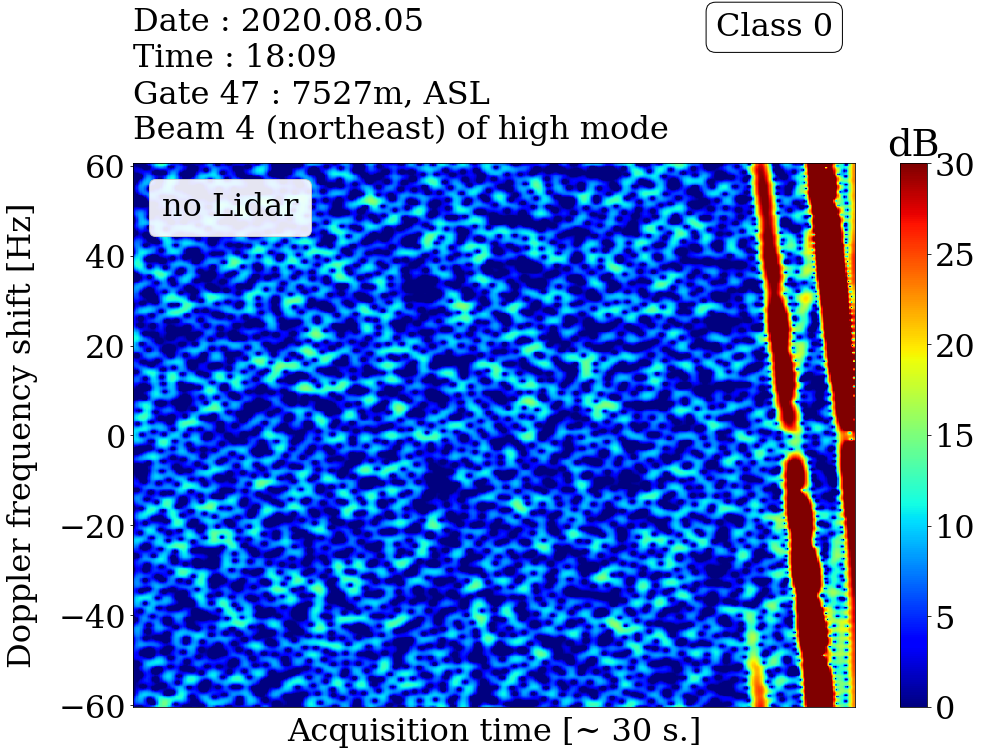 Date : 2020.08.05
Time : 18:09
Gate 47 : 7527m, ASL
Beam 4 (northeast) of high mode
Class 0
dB
no Lidar
60
40
20
0
−20
−40
−60
Doppler frequency shift [Hz]
Acquisition time [~ 30 s.]
30
25
20
15
10
5
0